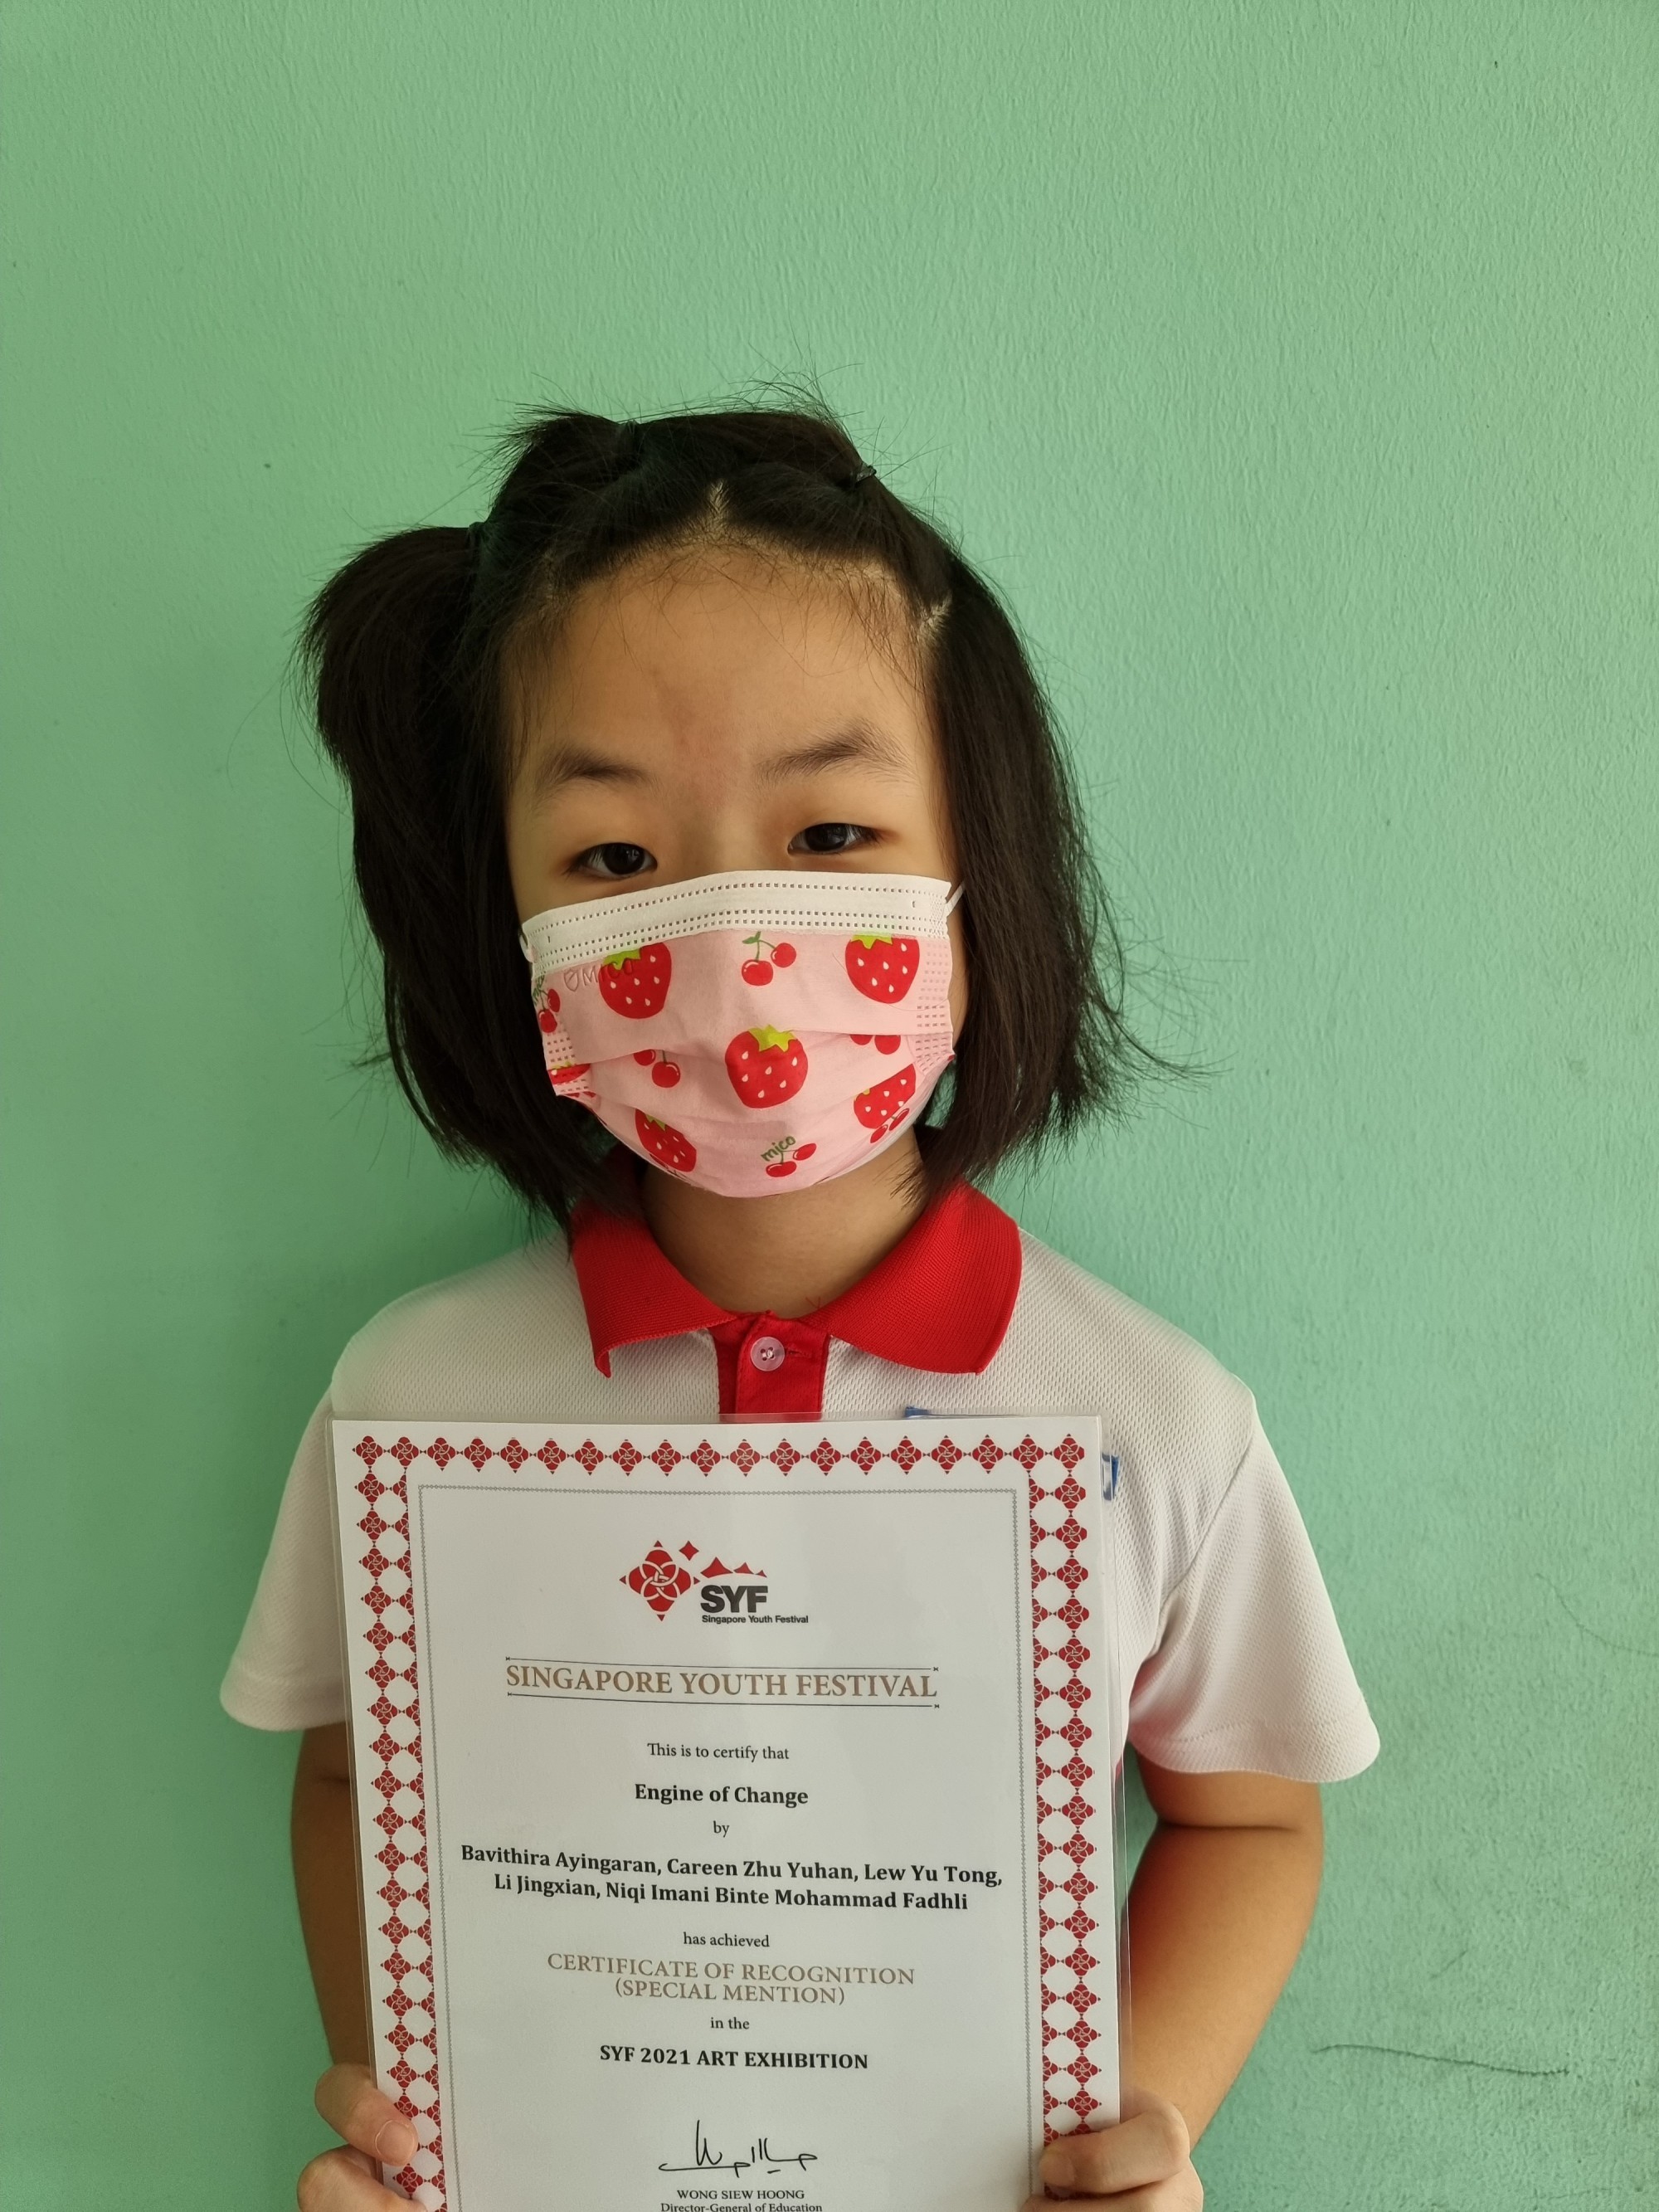 mico
mico
SYF
Singapore Youth Festival
SINGAPORE YOUTH FESTIVAL
This is to certify that
Engine of Change
by
Bavithira Ayingaran, Careen Zhu Yuhan, Lew Yu Tong,
Li Jingxian, Niqi Imani Binte Mohammad Fadhli
has achieved
CERTIFICATE OF RECOGNITION
(SPECIAL MENTION)
in the
SYF 2021 ART EXHIBITION
WONG SIEW HOONG
Director-General of Education